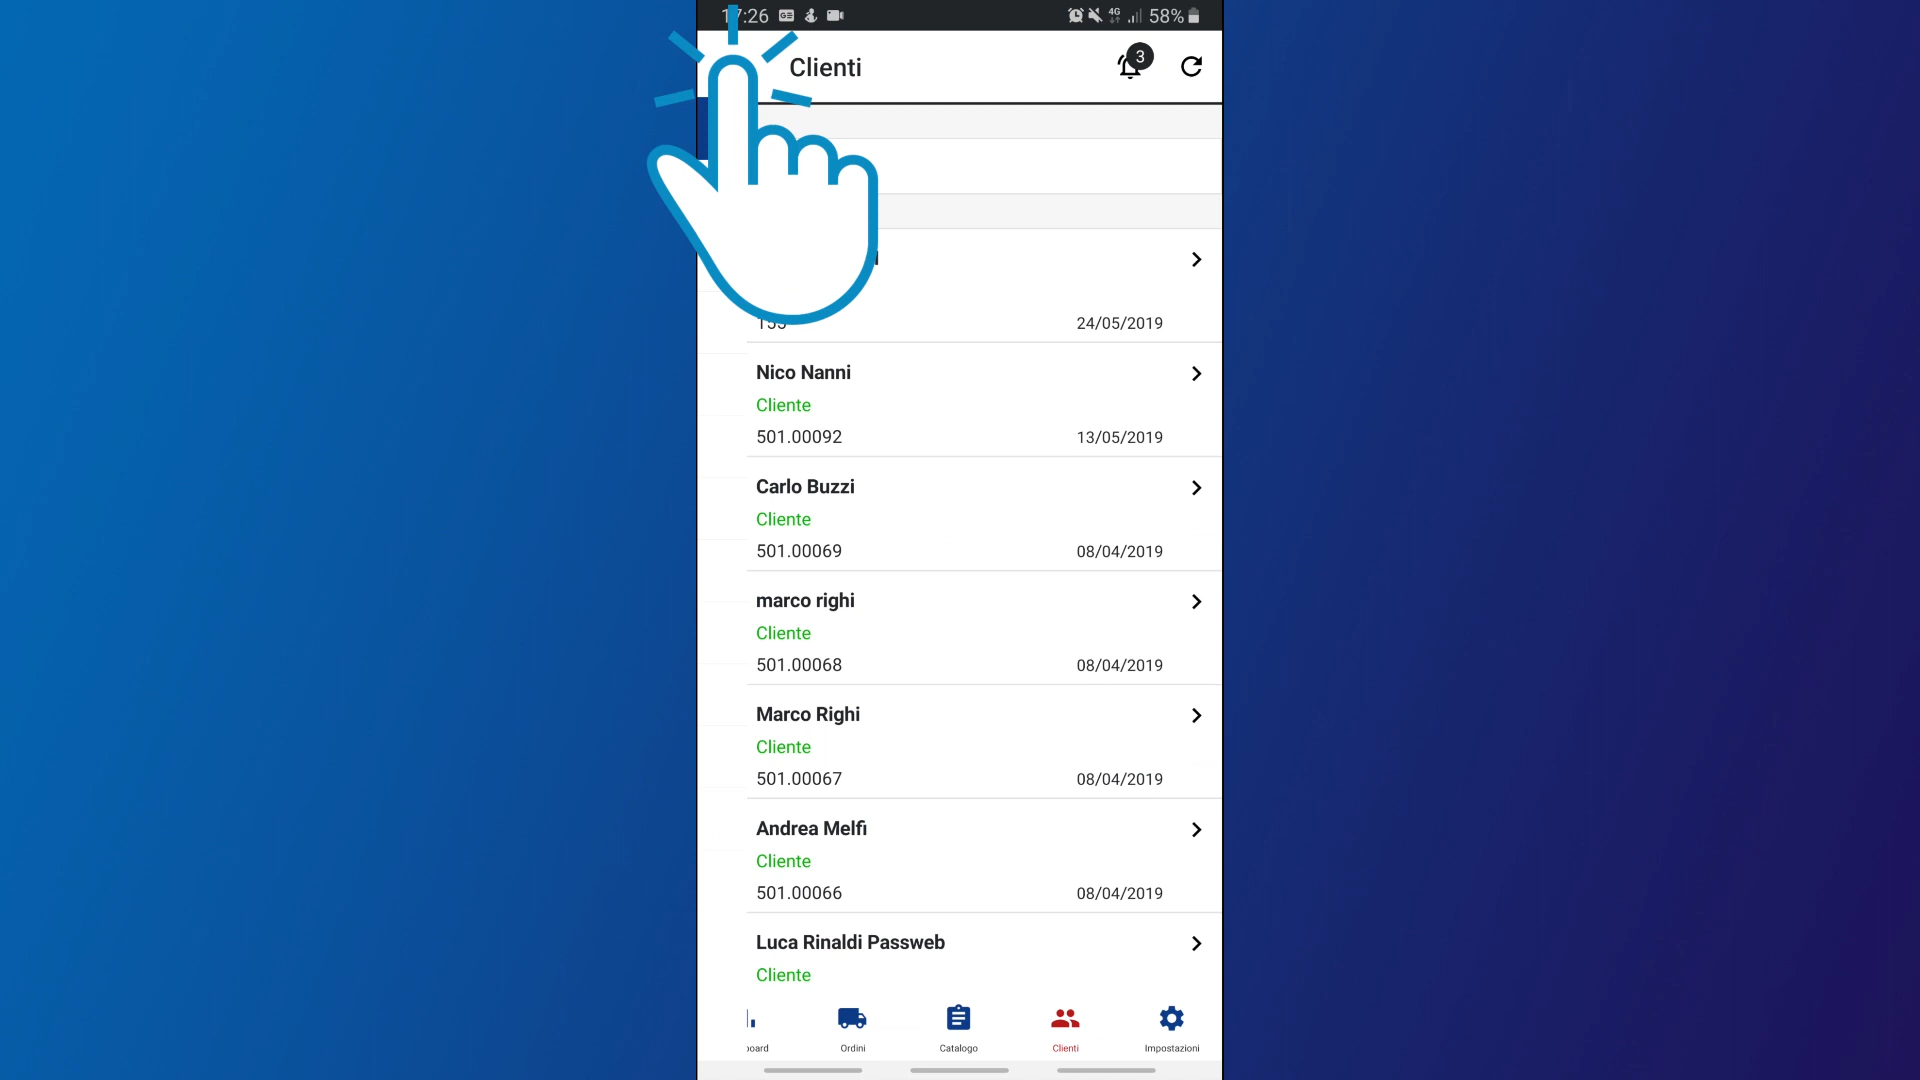 17:26 58%
Clienti 3
24/05/2019
Nico Nanni
Cliente
501.00092 13/05/2019
Carlo Buzzi
Cliente
501.00069 08/04/2019
marco righi
Cliente
501.00068 08/04/2019
Marco Righi
Cliente
501.00067 08/04/2019
Andrea Melfi
Cliente
501.00066 08/04/2019
Luca Rinaldi Passweb
Cliente
board Ordini Catalogo Clienti Impostazioni